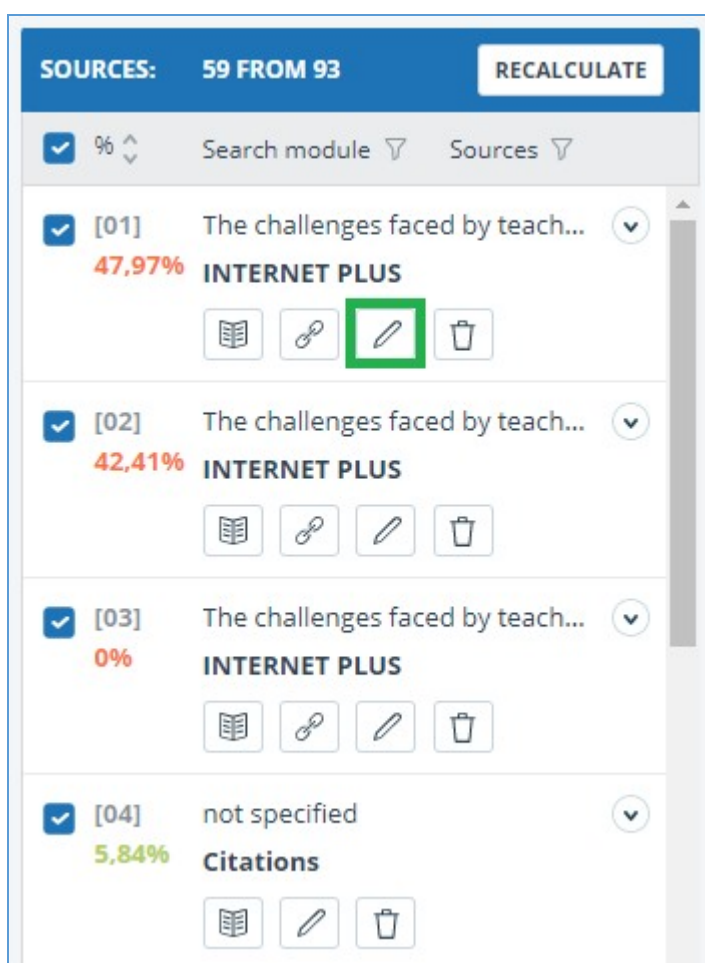 SOURCES: 59 FROM 93 RECALCULATE
% Search module Sources
[01] The challenges faced by teach...
47,97% INTERNET PLUS
[02] The challenges faced by teach...
42,41% INTERNET PLUS
[03] The challenges faced by teach...
0% INTERNET PLUS
[04] not specified
5,84% Citations